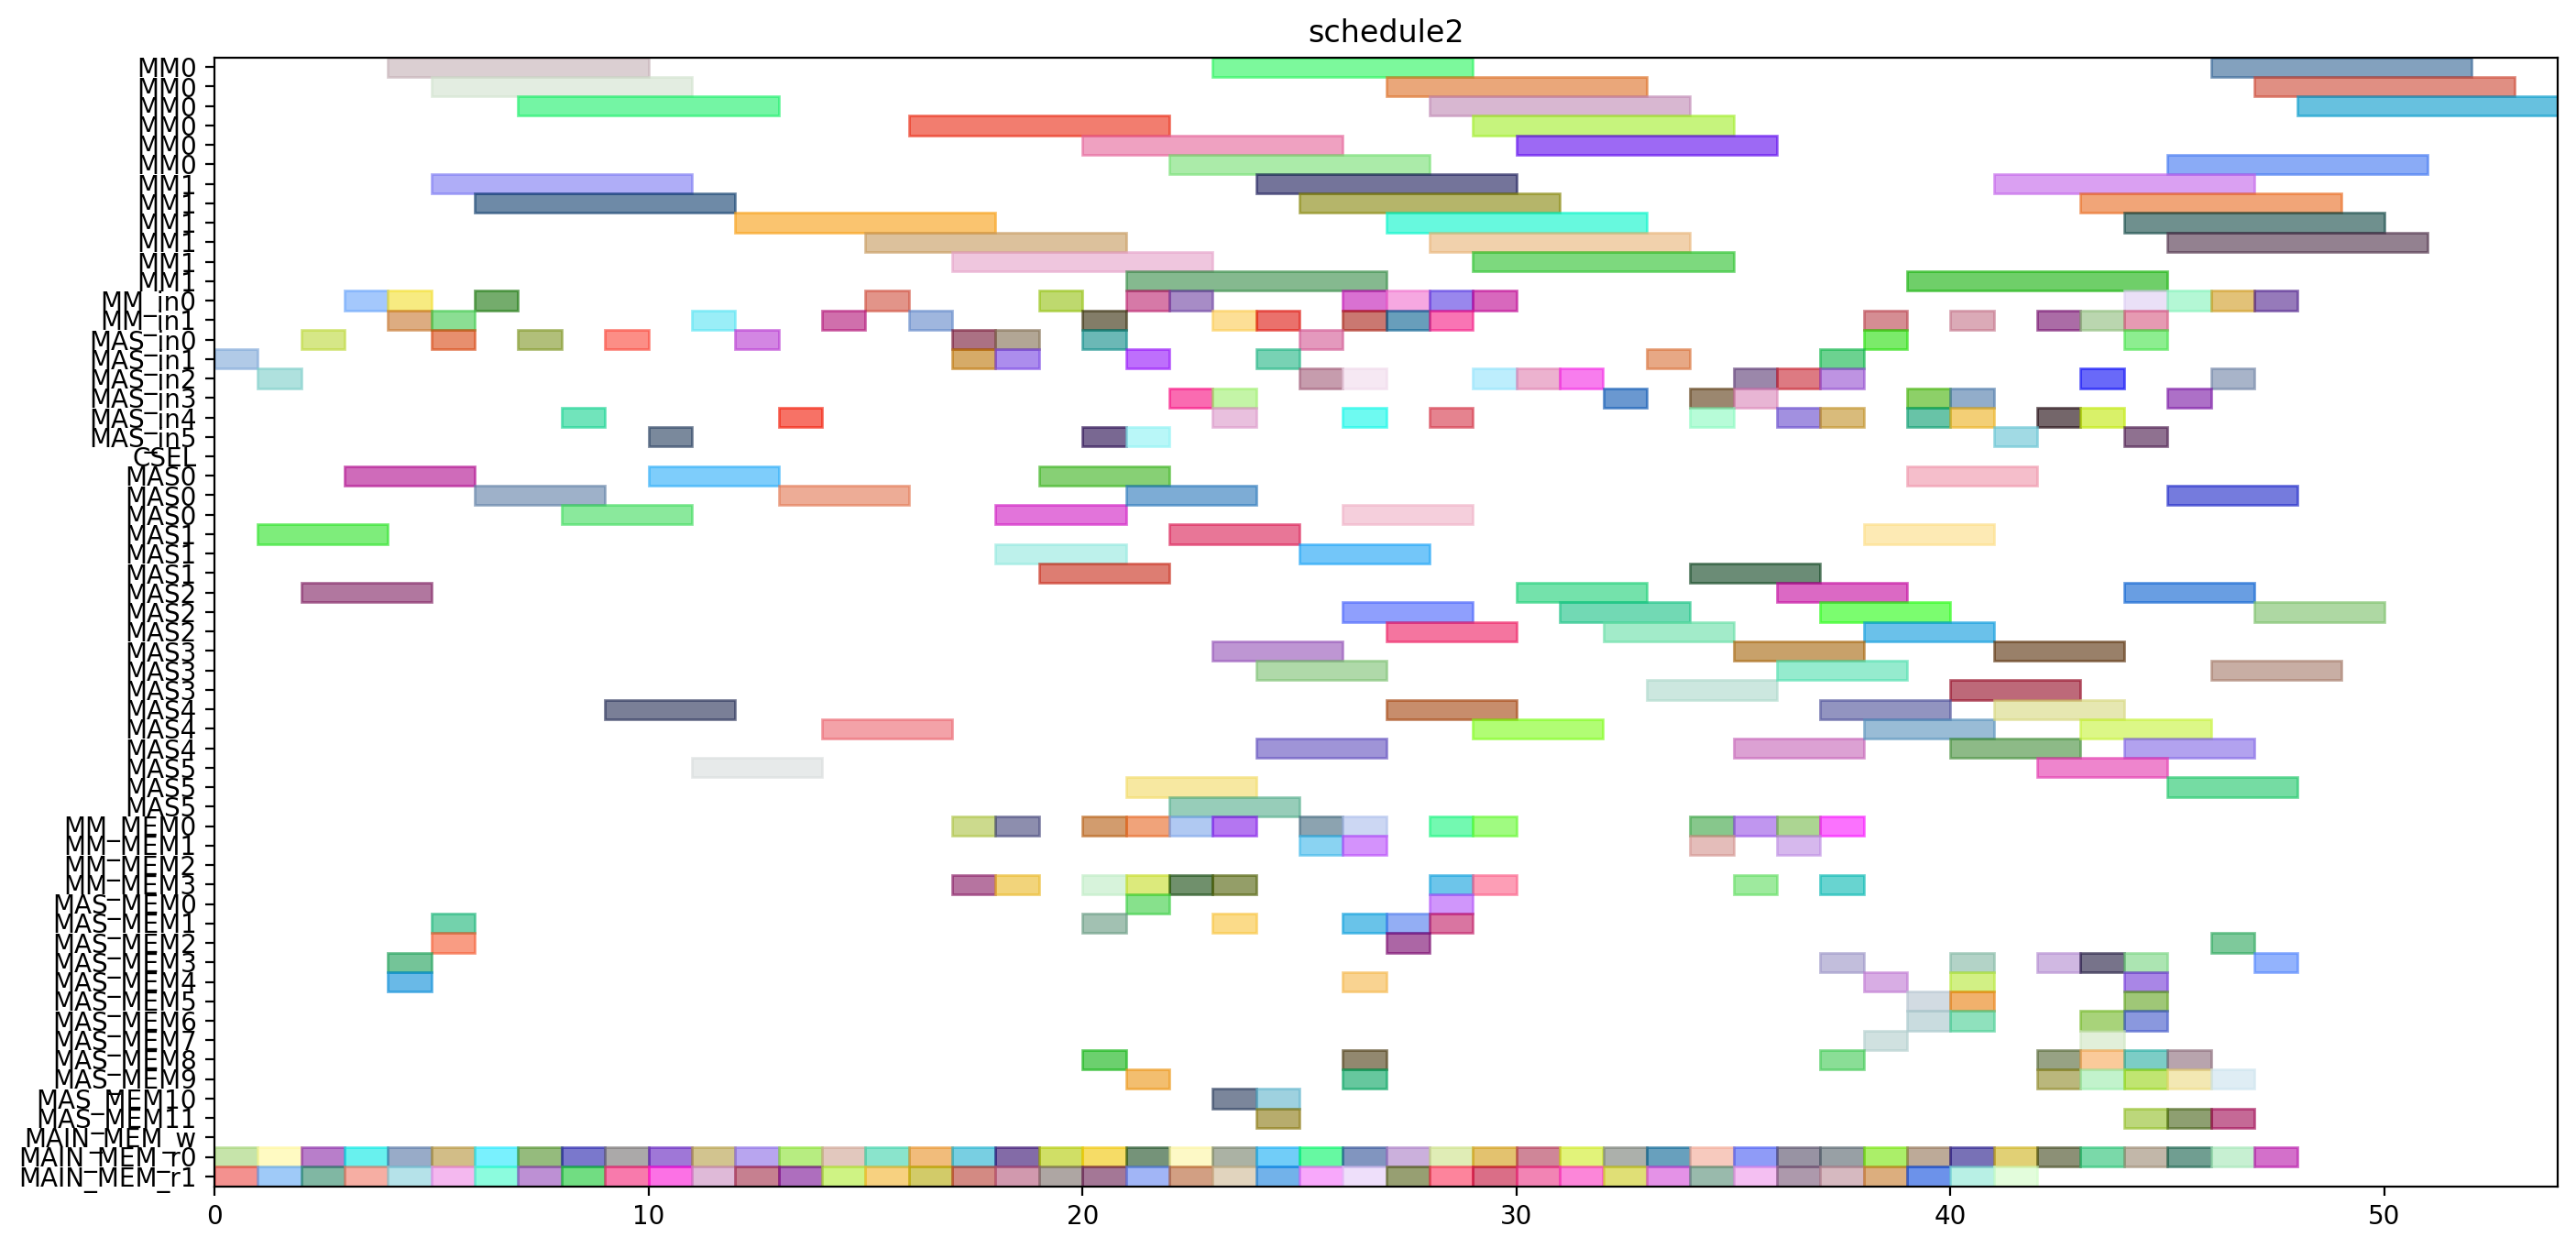 schedule2
MM0
MM0
MM0
MM0
MM0
MM0
MM1
MM1
MM1
MM1
MM1
MM1
MM_in0
MM_in1
MAS_in0
MAS_in1
MAS_in2
MAS_in3
MAS_in4
MAS_in5
CSEL
MAS0
MAS0
MAS0
MAS1
MAS1
MAS1
MAS2
MAS2
MAS2
MAS3
MAS3
MAS3
MAS4
MAS4
MAS4
MAS5
MAS5
MAS5
MM_MEM0
MM_MEM1
MM_MEM2
MM_MEM3
MAS_MEM0
MAS_MEM1
MAS_MEM2
MAS_MEM3
MAS_MEM4
MAS_MEM5
MAS_MEM6
MAS_MEM7
MAS_MEM8
MAS_MEM9
MAS_MEM10
MAS_MEM11
MAIN_MEM_w
MAIN_MEM_r0
MAIN_MEM_r1
0 10 20 30 40 50